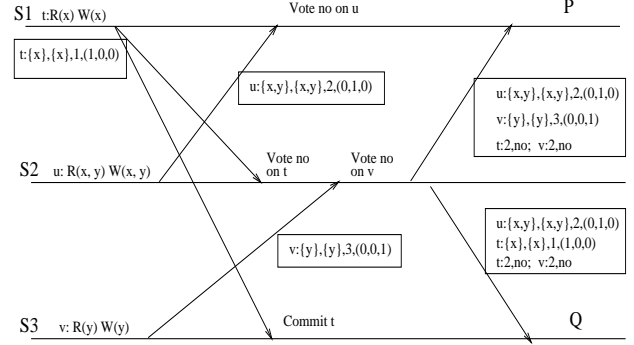 S1 t:R(x) W(x)
Vote no on u
P
t:{x},{x},1,(1,0,0)
u:{x,y},{x,y},2,(0,1,0)
u:{x,y},{x,y},2,(0,1,0)
v:{y},{y},3,(0,0,1)
t:2,no; v:2,no
S2 u: R(x, y) W(x, y)
Vote no
on t
Vote no
on v
u:{x,y},{x,y},2,(0,1,0)
t:{x},{x},1,(1,0,0)
t:2,no; v:2,no
v:{y},{y},3,(0,0,1)
S3 v: R(y) W(y)
Commit t
Q